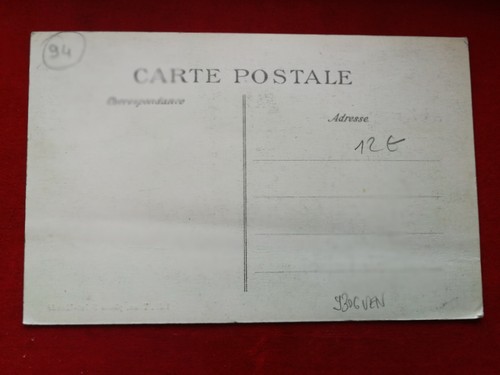 94
CARTE POSTALE
Correspondance
Adresse
12€